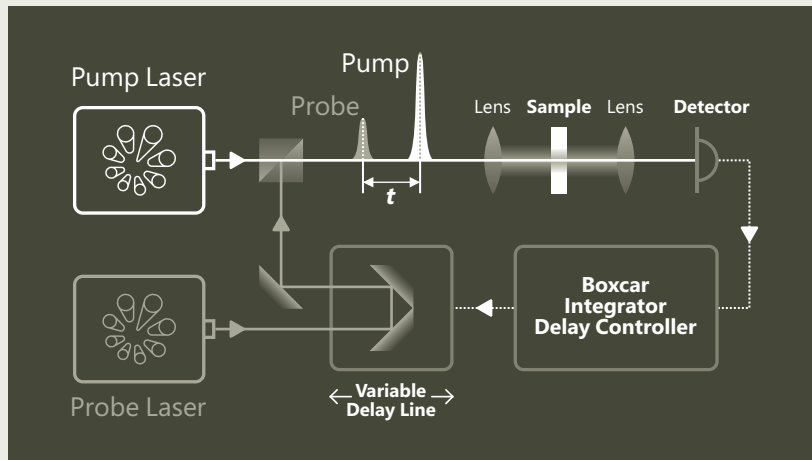 Pump Laser
Pump
Probe
Lens
Sample
Lens
Detector
t
Boxcar
Integrator
Delay Controller
Probe Laser
Variable
Delay Line